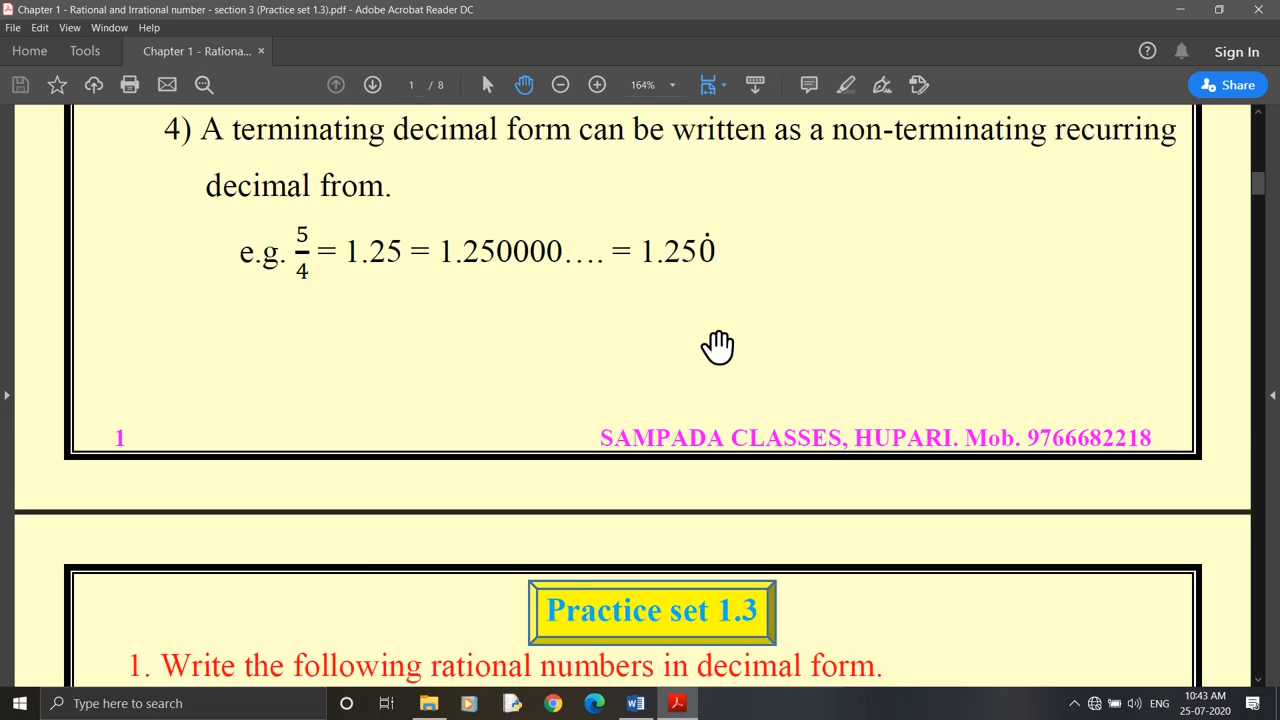 Chapter 1 - Rational and Irrational number - section 3 (Practice set 1.3).pdf - Adobe Acrobat Reader DC
File Edit View Window Help
Home Tools Chapter 1 - Rationa... × Sign In
1 / 8 164% Share
4) A terminating decimal form can be written as a non-terminating recurring
decimal from.
e.g. 5/4 = 1.25 = 1.250000…. = 1.250̇
1 SAMPADA CLASSES, HUPARI. Mob. 9766682218
Practice set 1.3
1. Write the following rational numbers in decimal form.
Type here to search ENG 10:43 AM
25-07-2020